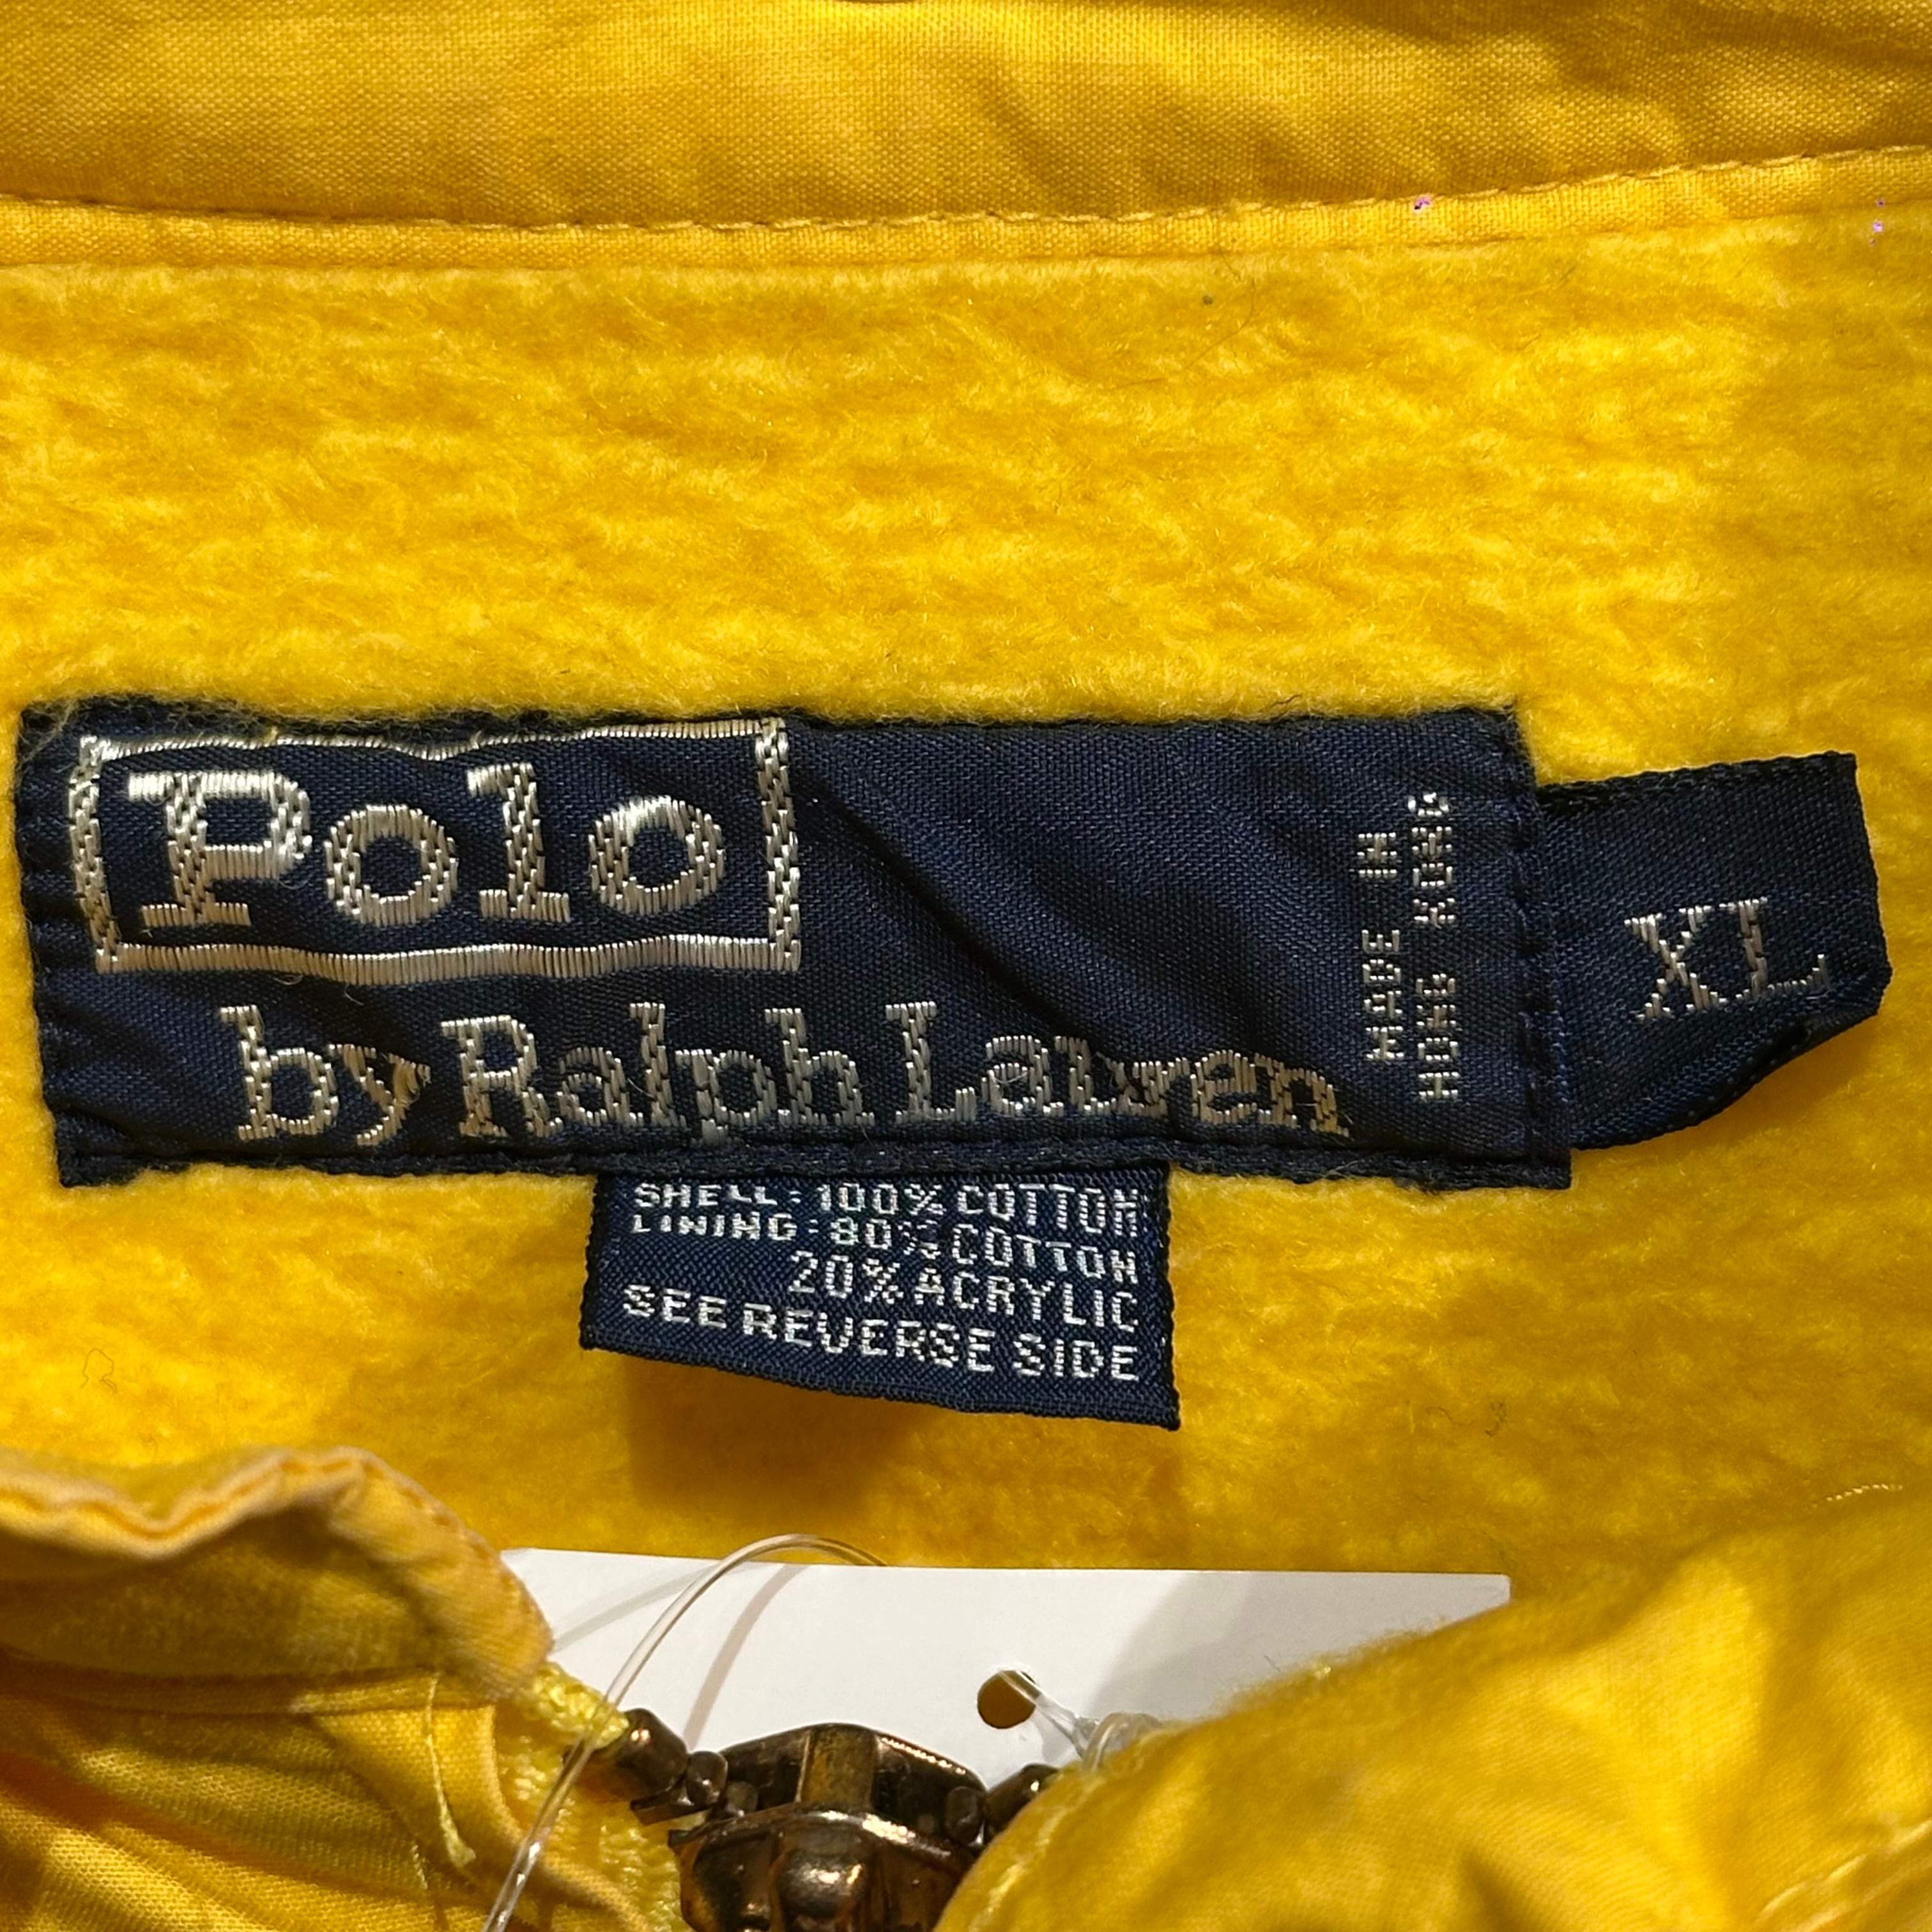 Polo
by Ralph Lauren
MADE IN
HONG KONG
XL
SHELL: 100% COTTON
LINING: 80% COTTON
20% ACRYLIC
SEE REVERSE SIDE